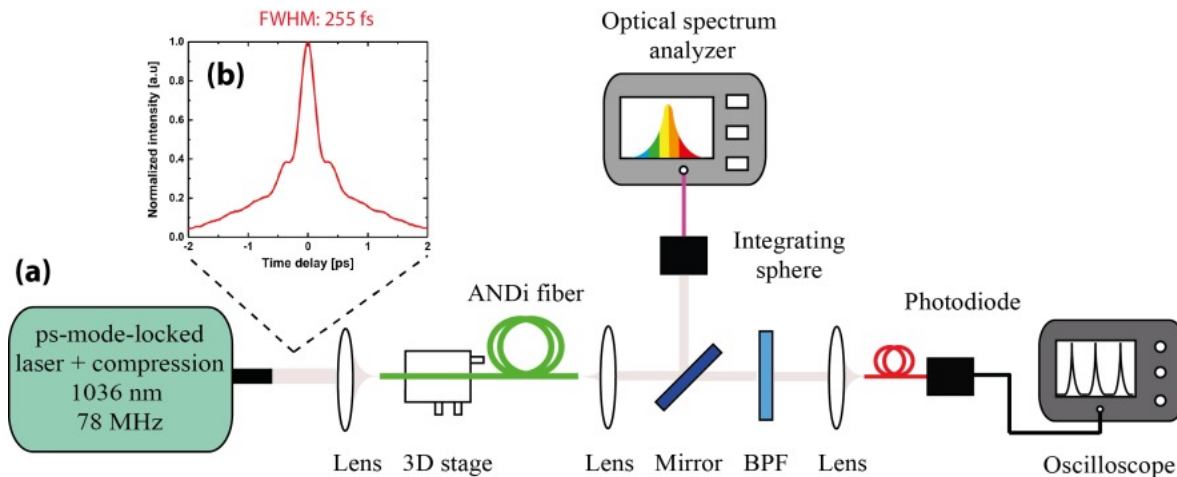 FWHM: 255 fs
(b)
Normalized intensity [a.u]
1.0
0.8
0.6
0.4
0.2
0.0
-2
-1
0
1
2
Time delay [ps]
Optical spectrum
analyzer
Integrating
sphere
(a)
ps-mode-locked
laser + compression
1036 nm
78 MHz
ANDi fiber
Photodiode
Lens
3D stage
Lens
Mirror
BPF
Lens
Oscilloscope